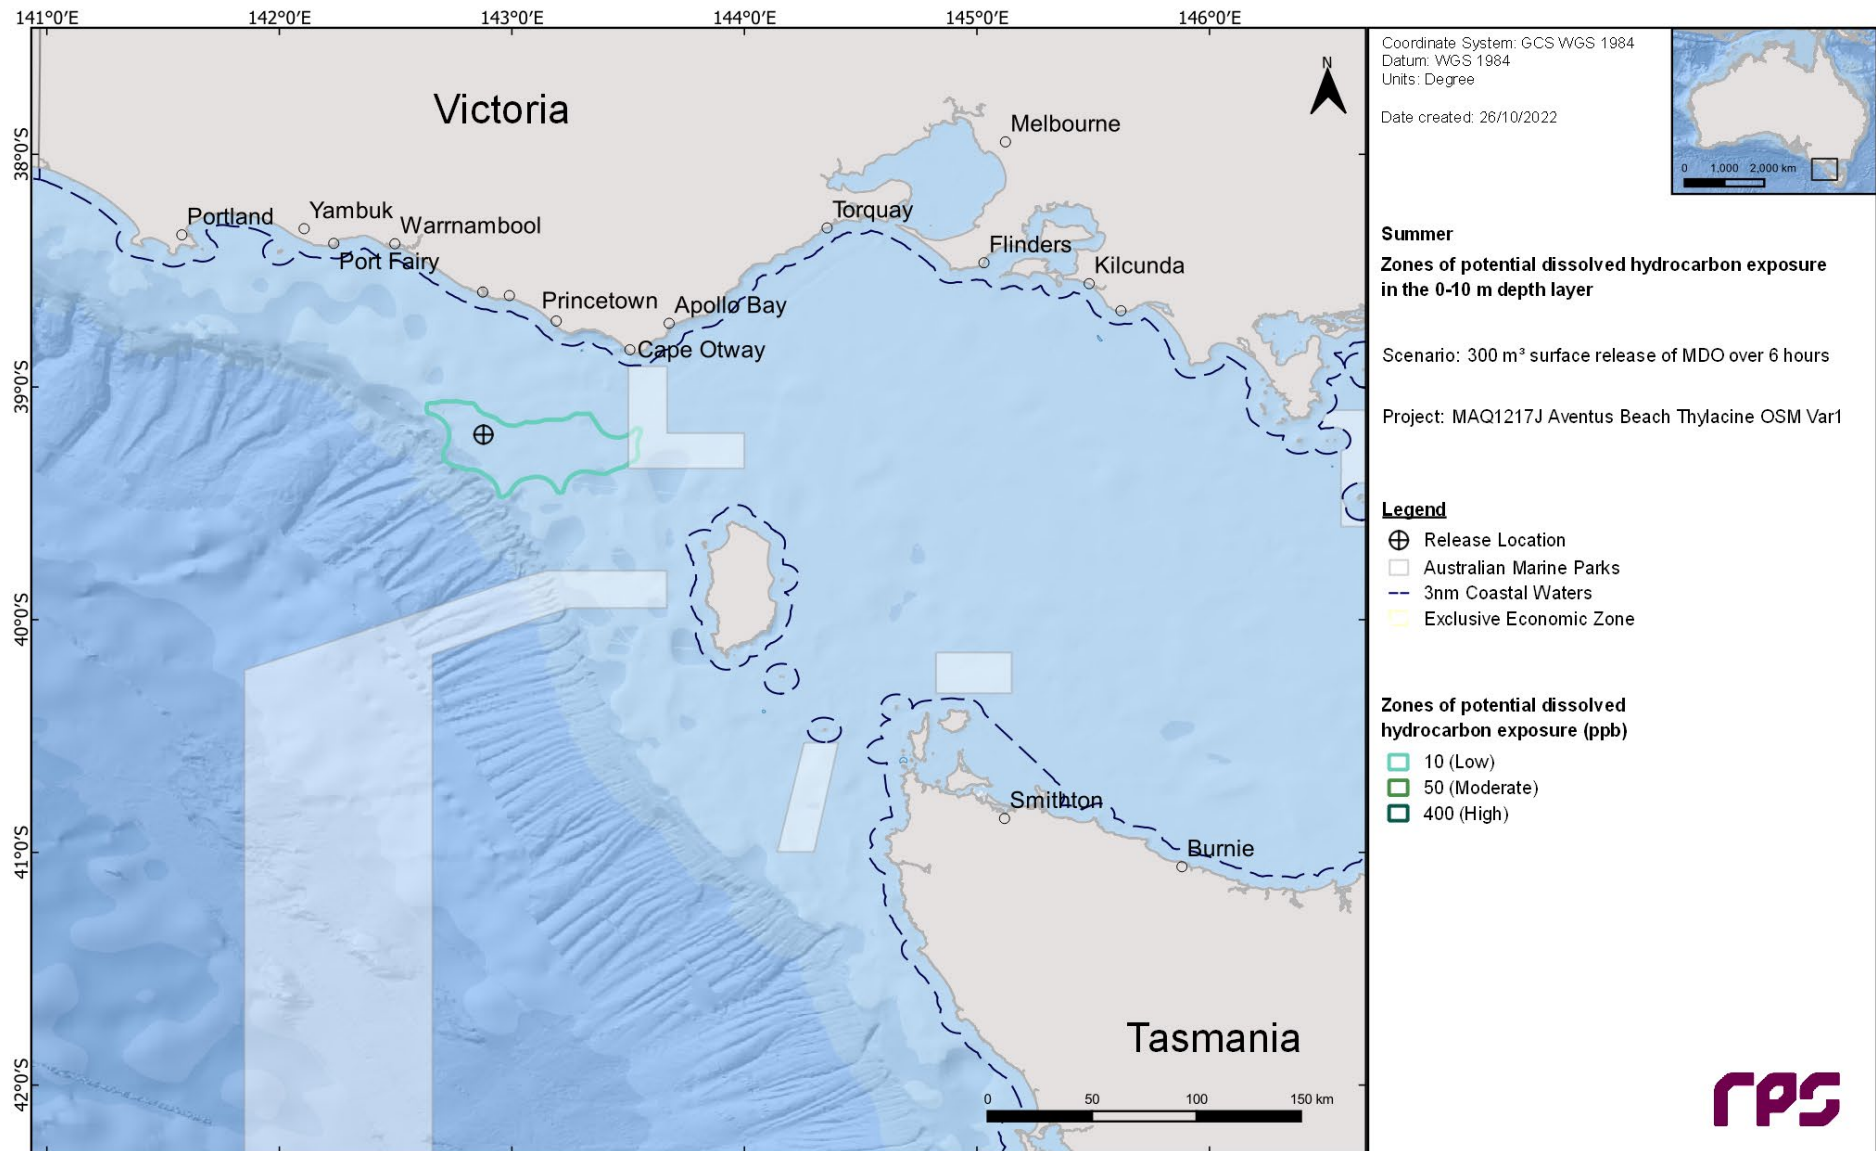 141°0'E 142°0'E 143°0'E 144°0'E 145°0'E 146°0'E
38°0'S
39°0'S
40°0'S
41°0'S
42°0'S
Victoria
Melbourne
Portland
Yambuk
Warrnambool
Port Fairy
Torquay
Flinders
Kilcunda
Princetown
Apollo Bay
Cape Otway
Smithton
Burnie
Tasmania
N
0 50 100 150 km
Coordinate System: GCS WGS 1984
Datum: WGS 1984
Units: Degree
Date created: 26/10/2022
0 1,000 2,000 km
Summer
Zones of potential dissolved hydrocarbon exposure
in the 0-10 m depth layer
Scenario: 300 m³ surface release of MDO over 6 hours
Project: MAQ1217J Aventus Beach Thylacine OSM Var1
Legend
Release Location
Australian Marine Parks
3nm Coastal Waters
Exclusive Economic Zone
Zones of potential dissolved
hydrocarbon exposure (ppb)
10 (Low)
50 (Moderate)
400 (High)
rps